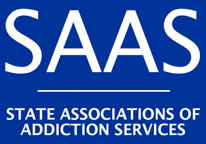 SAAS
STATE ASSOCIATIONS OF
ADDICTION SERVICES